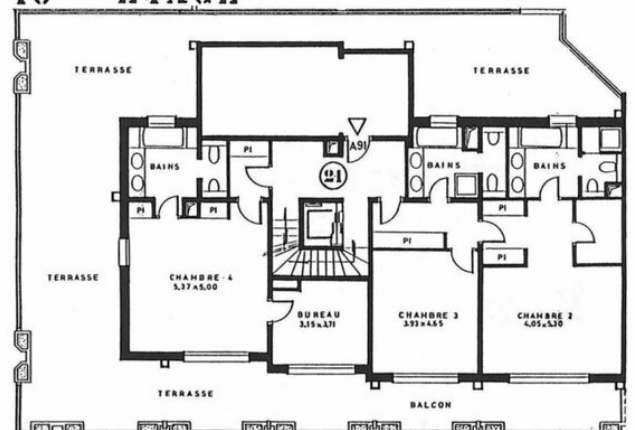 TERRASSE
TERRASSE
A91
PI
BAINS
BAINS
BAINS
21
PI
PI
PI
PI
PI
CHAMBRE - 4
5,37 x 5,00
TERRASSE
BUREAU
3,15 x 3,71
CHAMBRE 3
3.93 x 4.65
CHAMBRE 2
4,05 x 5,30
TERRASSE
BALCON